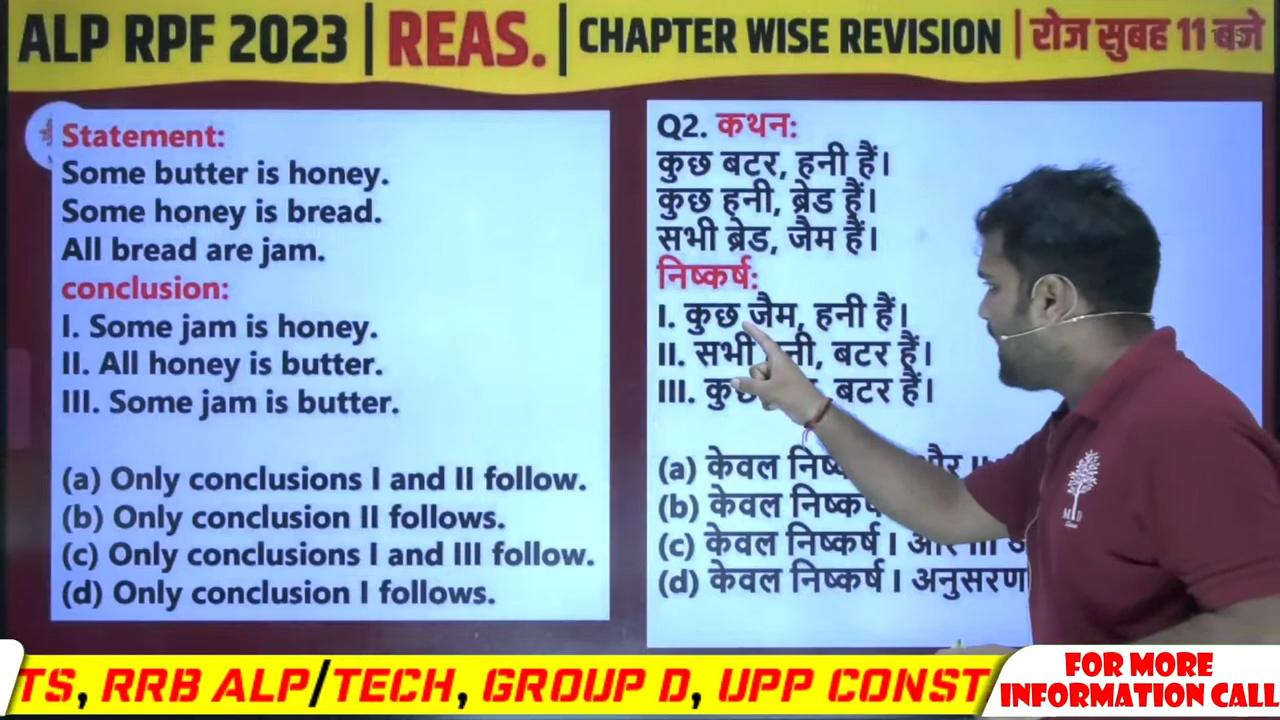 ALP RPF 2023 | REAS. | CHAPTER WISE REVISION | रोज सुबह 11 बजे
Statement:
Some butter is honey.
Some honey is bread.
All bread are jam.
conclusion:
I. Some jam is honey.
II. All honey is butter.
III. Some jam is butter.
(a) Only conclusions I and II follow.
(b) Only conclusion II follows.
(c) Only conclusions I and III follow.
(d) Only conclusion I follows.
Q2. कथन:
कुछ बटर, हनी हैं।
कुछ हनी, ब्रेड हैं।
सभी ब्रेड, जैम हैं।
निष्कर्ष:
I. कुछ जैम, हनी हैं।
II. सभी बटर हैं।
III. बटर हैं।
(a) केवल और
(b) केवल
(c) केवल निष्कर्ष I और III
(d) केवल निष्कर्ष I अनुसरण
TS, RRB ALP/TECH, GROUP D, UPP CONST
FOR MORE
INFORMATION CALL